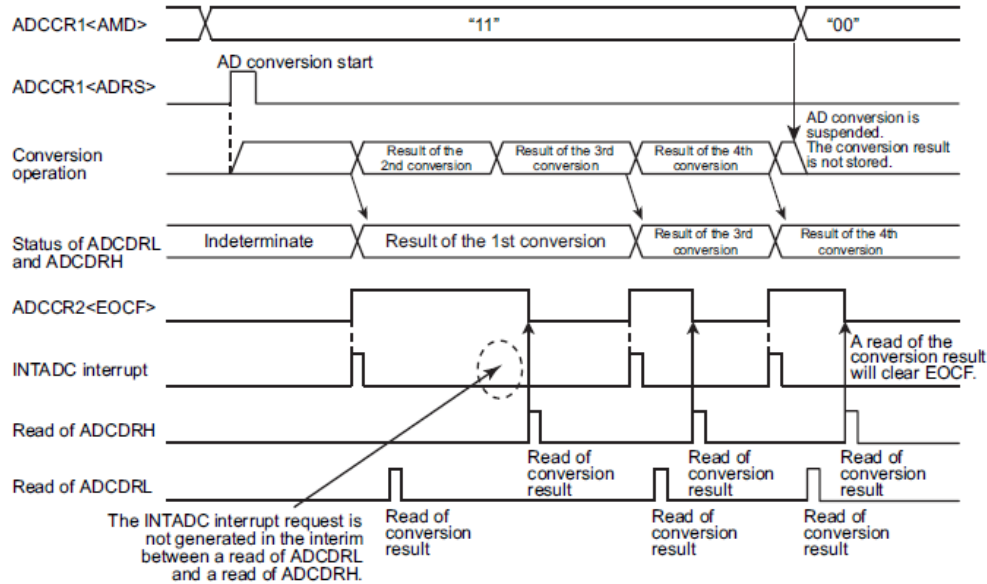 ADCCR1<AMD>
"11"
"00"
AD conversion start
ADCCR1<ADRS>
AD conversion is
suspended.
The conversion result
is not stored.
Conversion
operation
Result of the
2nd conversion
Result of the 3rd
conversion
Result of the 4th
conversion
Status of ADCDRL
and ADCDRH
Indeterminate
Result of the 1st conversion
Result of the 3rd
conversion
Result of the 4th
conversion
ADCCR2<EOCF>
A read of the
conversion result
will clear EOCF.
INTADC interrupt
Read of ADCDRH
Read of
conversion
result
Read of
conversion
result
Read of
conversion
result
Read of ADCDRL
Read of
conversion
result
Read of
conversion
result
Read of
conversion
result
The INTADC interrupt request is
not generated in the interim
between a read of ADCDRL
and a read of ADCDRH.